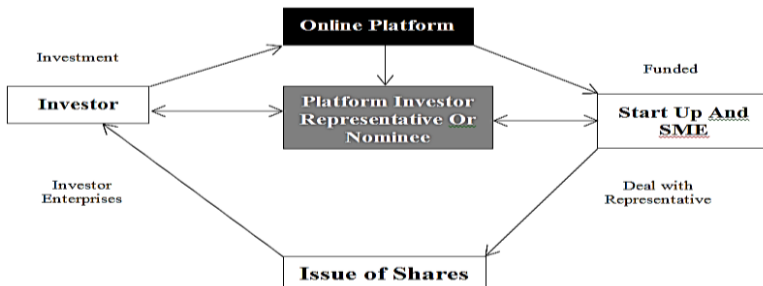 Online Platform
Investment
Funded
Investor
Platform Investor
Representative Or
Nominee
Start Up And
SME
Investor
Enterprises
Deal with
Representative
Issue of Shares